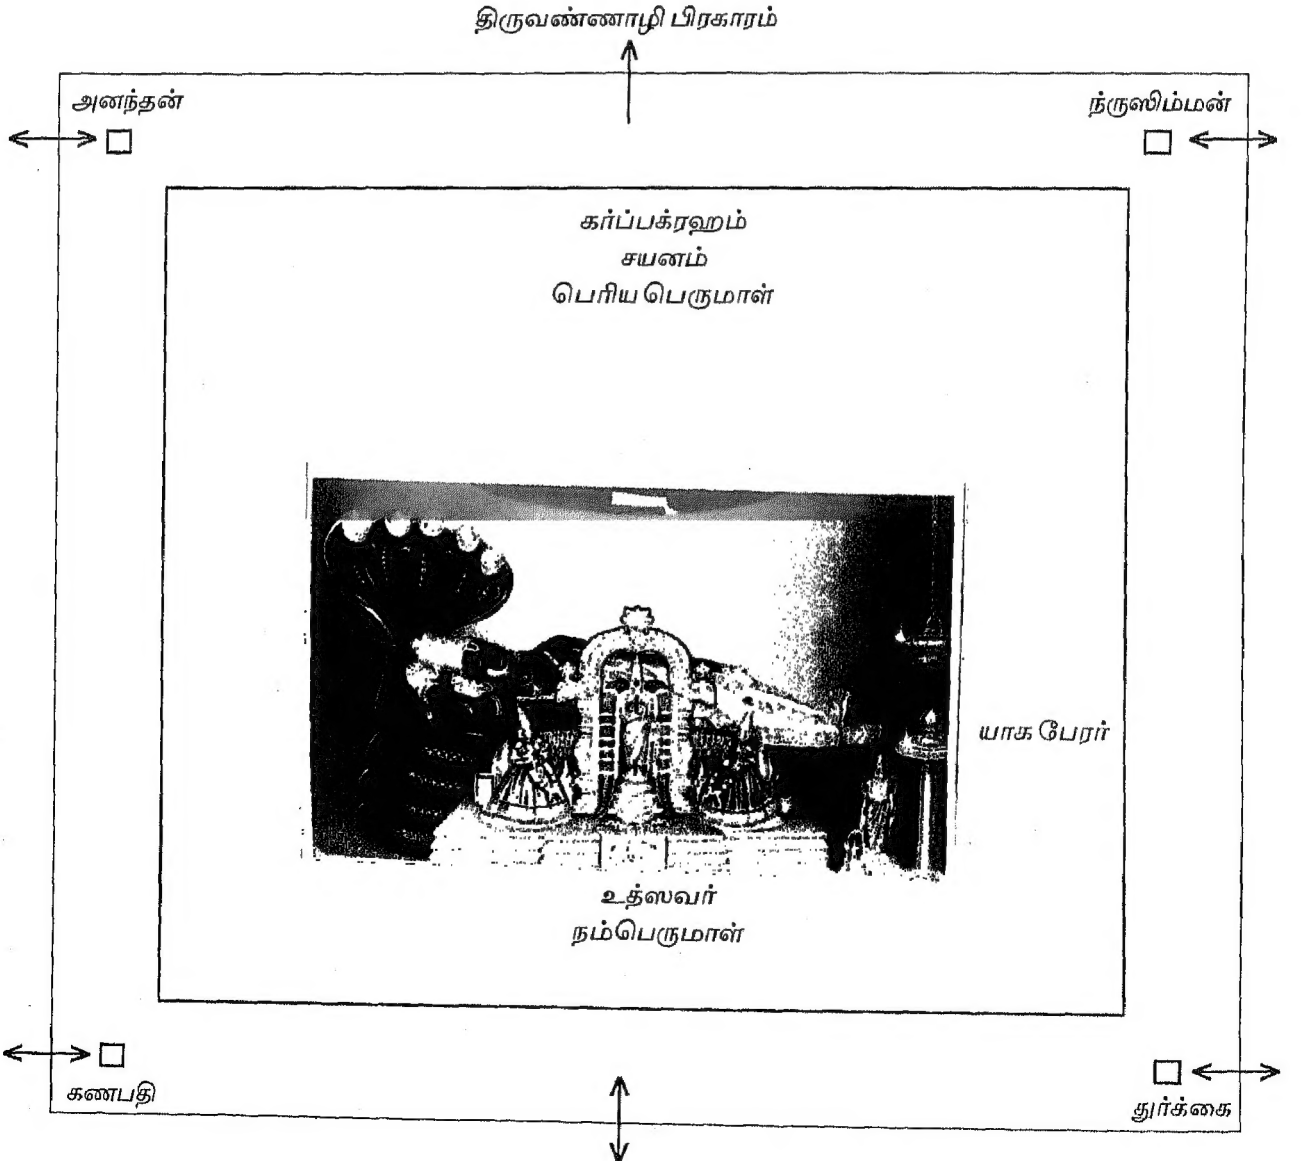 திருவண்ணாழி பிரகாரம்
அனந்தன்
ந்ருஸிம்மன்
கர்ப்பக்ரஹம்
சயனம்
பெரிய பெருமாள்
யாக பேரர்
உத்ஸவர்
நம்பெருமாள்
கணபதி
துர்க்கை